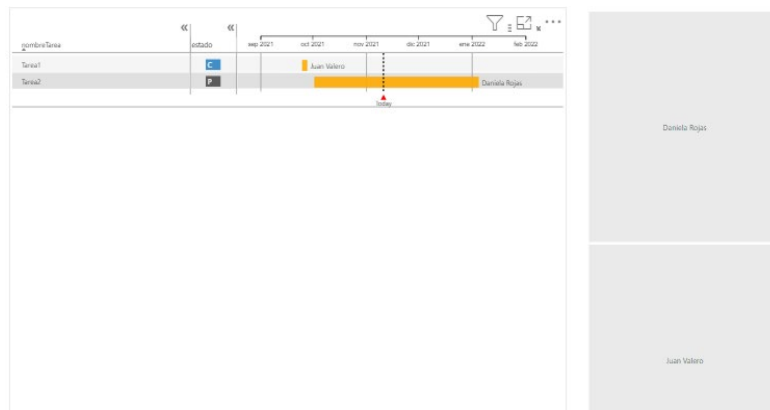 nombreTarea estado sep 2021 oct 2021 nov 2021 dic 2021 ene 2022 feb 2022
Tarea1 C Juan Valero
Tarea2 P Daniela Rojas
Today
Daniela Rojas
Juan Valero